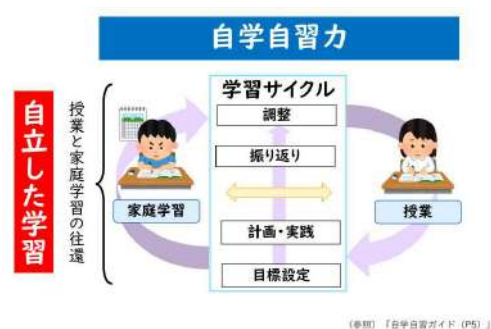 自学自習力
自立した学習
授業と家庭学習の往還
学習サイクル
調整
振り返り
計画・実践
目標設定
家庭学習
授業
（参照）「自学自習ガイド（P5）」